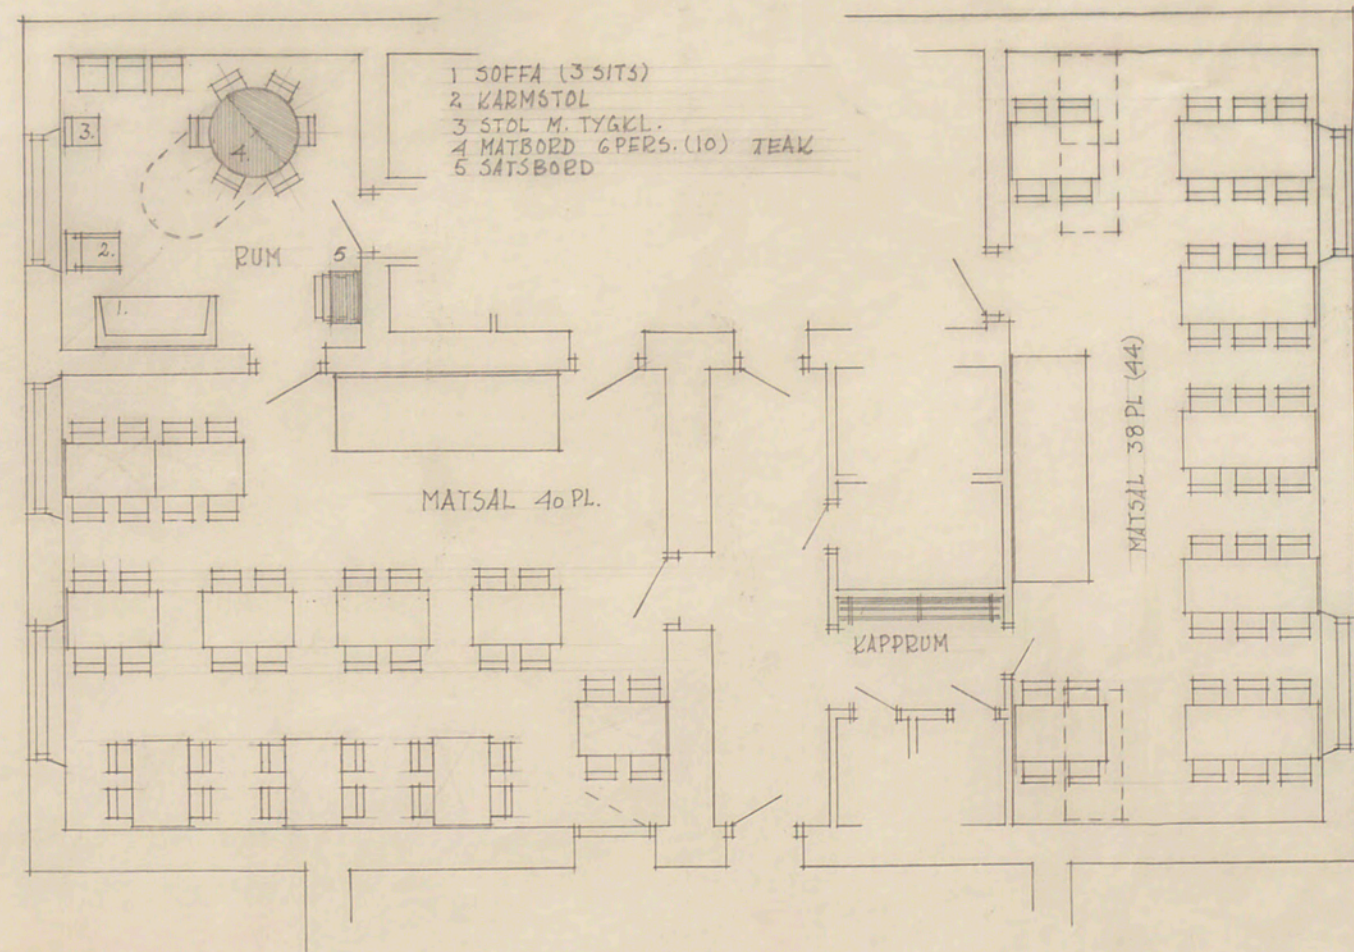 1 SOFFA (3 SITS)
2 KARMSTOL
3 STOL M. TYGKL.
4 MATBORD 6PERS. (10) TEAK
5 SATSBORD
3.
4.
2.
RUM
5
1.
MATSAL 40 PL.
MATSAL 38 PL (44)
KAPPRUM